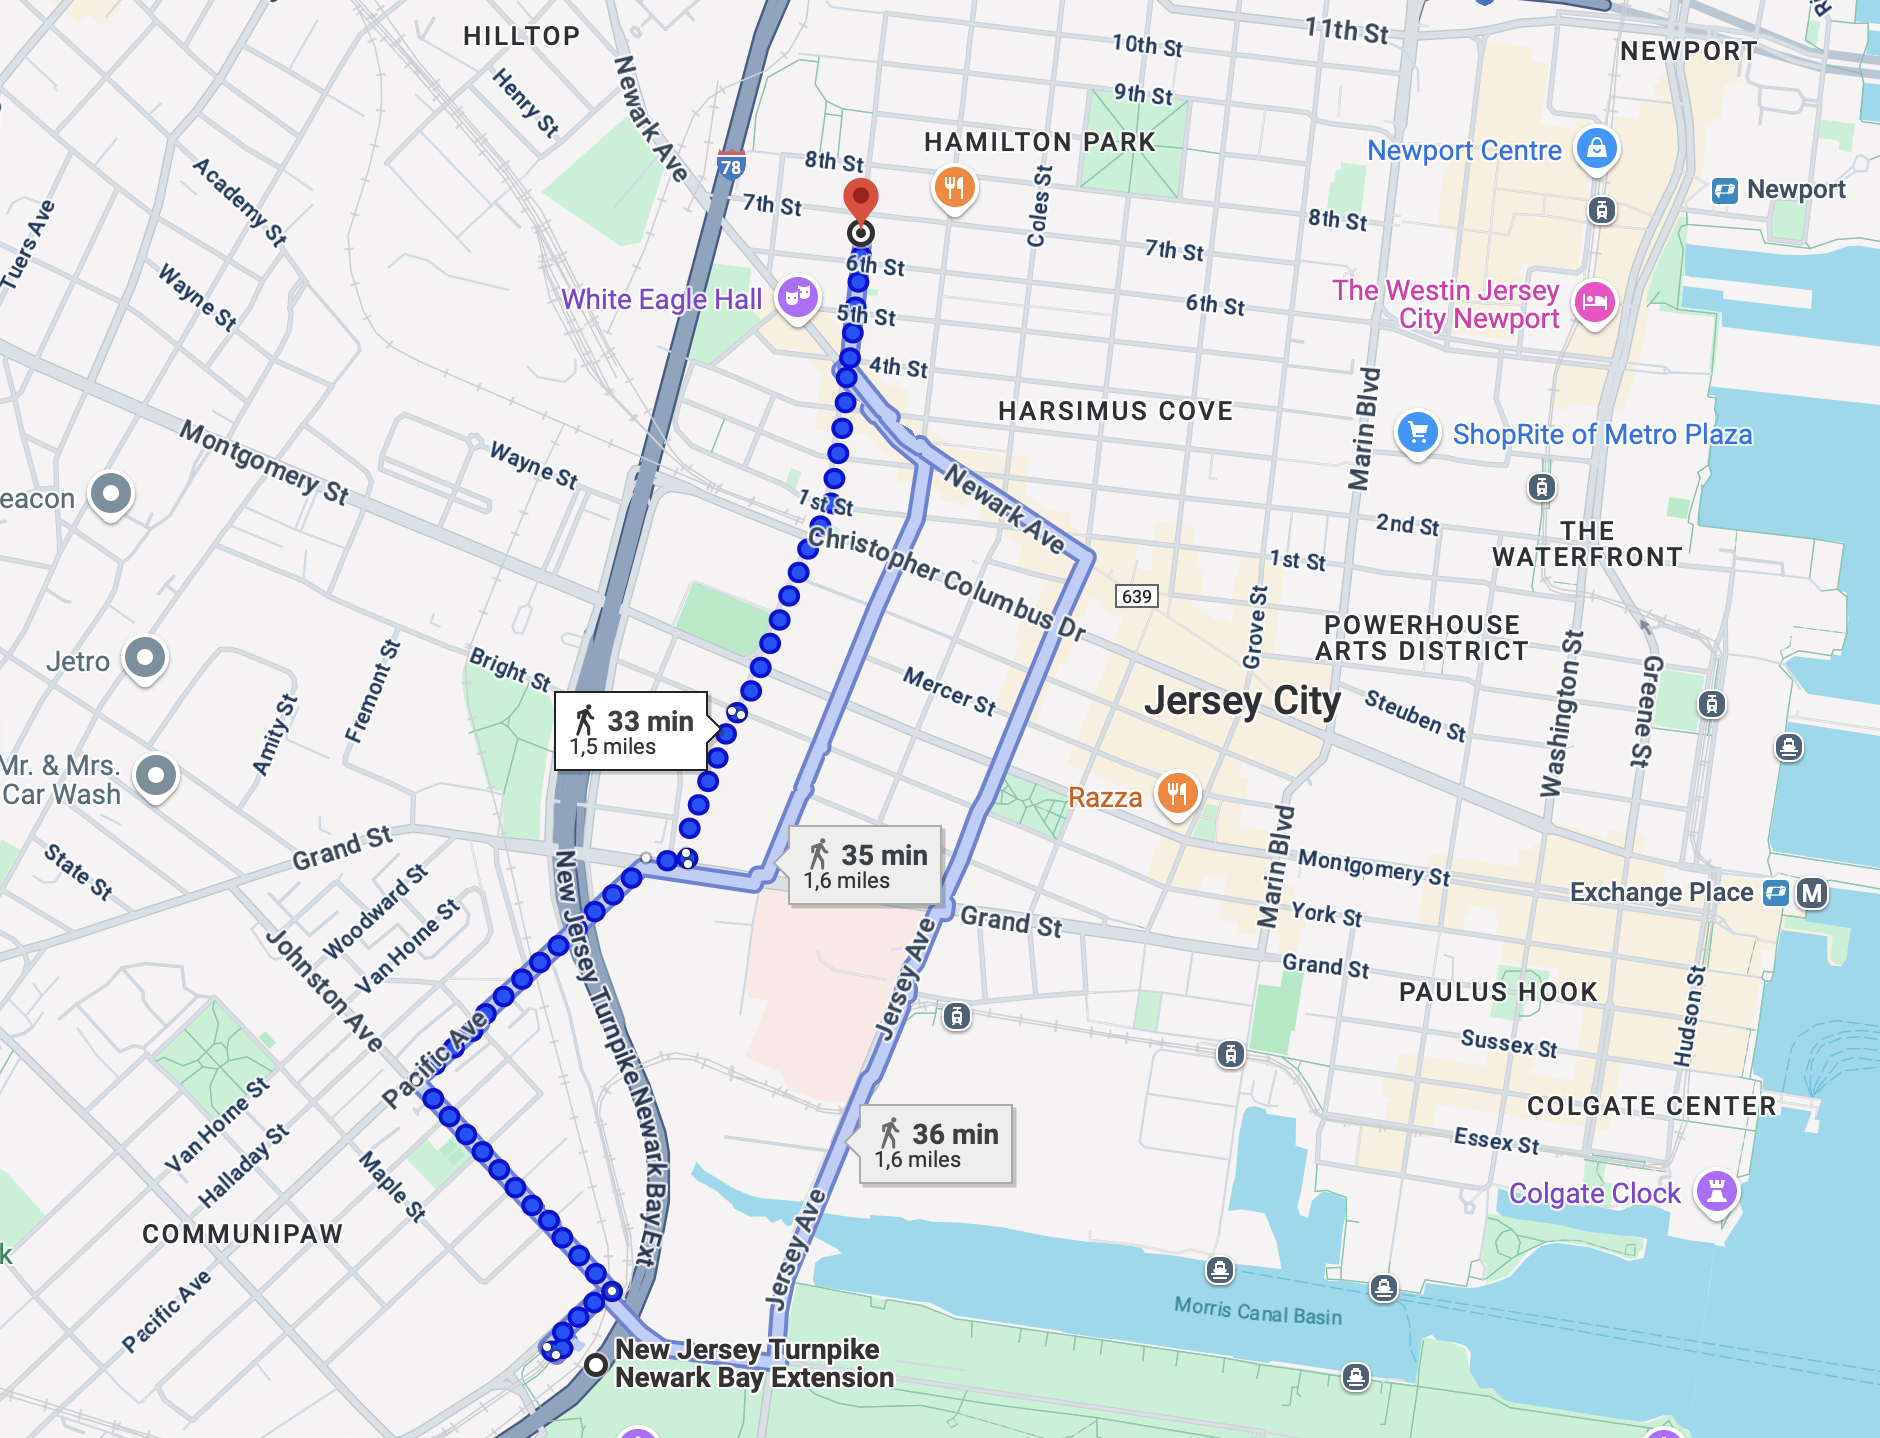 HILLTOP
11th St
10th St
NEWPORT
Newark Ave
Henry St
9th St
HAMILTON PARK
Newport Centre
8th St
78
Academy St
7th St
Coles St
Newport
8th St
Tuers Ave
7th St
6th St
Wayne St
White Eagle Hall
The Westin Jersey
City Newport
6th St
5th St
4th St
HARSIMUS COVE
Marin Blvd
ShopRite of Metro Plaza
Montgomery St
Wayne St
eacon
1st St
Newark Ave
2nd St
THE
WATERFRONT
Christopher Columbus Dr
1st St
639
Grove St
POWERHOUSE
ARTS DISTRICT
Washington St
Greene St
Jetro
Fremont St
Bright St
Mercer St
Jersey City
Steuben St
Amity St
33 min
1,5 miles
Mr. & Mrs.
Car Wash
Razza
Grand St
State St
35 min
1,6 miles
Marin Blvd
Montgomery St
Exchange Place
M
Woodward St
Van Horne St
Johnston Ave
New Jersey Turnpike Newark Bay Ext
Grand St
York St
Jersey Ave
Grand St
PAULUS HOOK
Hudson St
Pacific Ave
Sussex St
Van Horne St
Halladay St
Maple St
36 min
1,6 miles
COLGATE CENTER
Essex St
Colgate Clock
COMMUNIPAW
k
Jersey Ave
Pacific Ave
Morris Canal Basin
New Jersey Turnpike
Newark Bay Extension